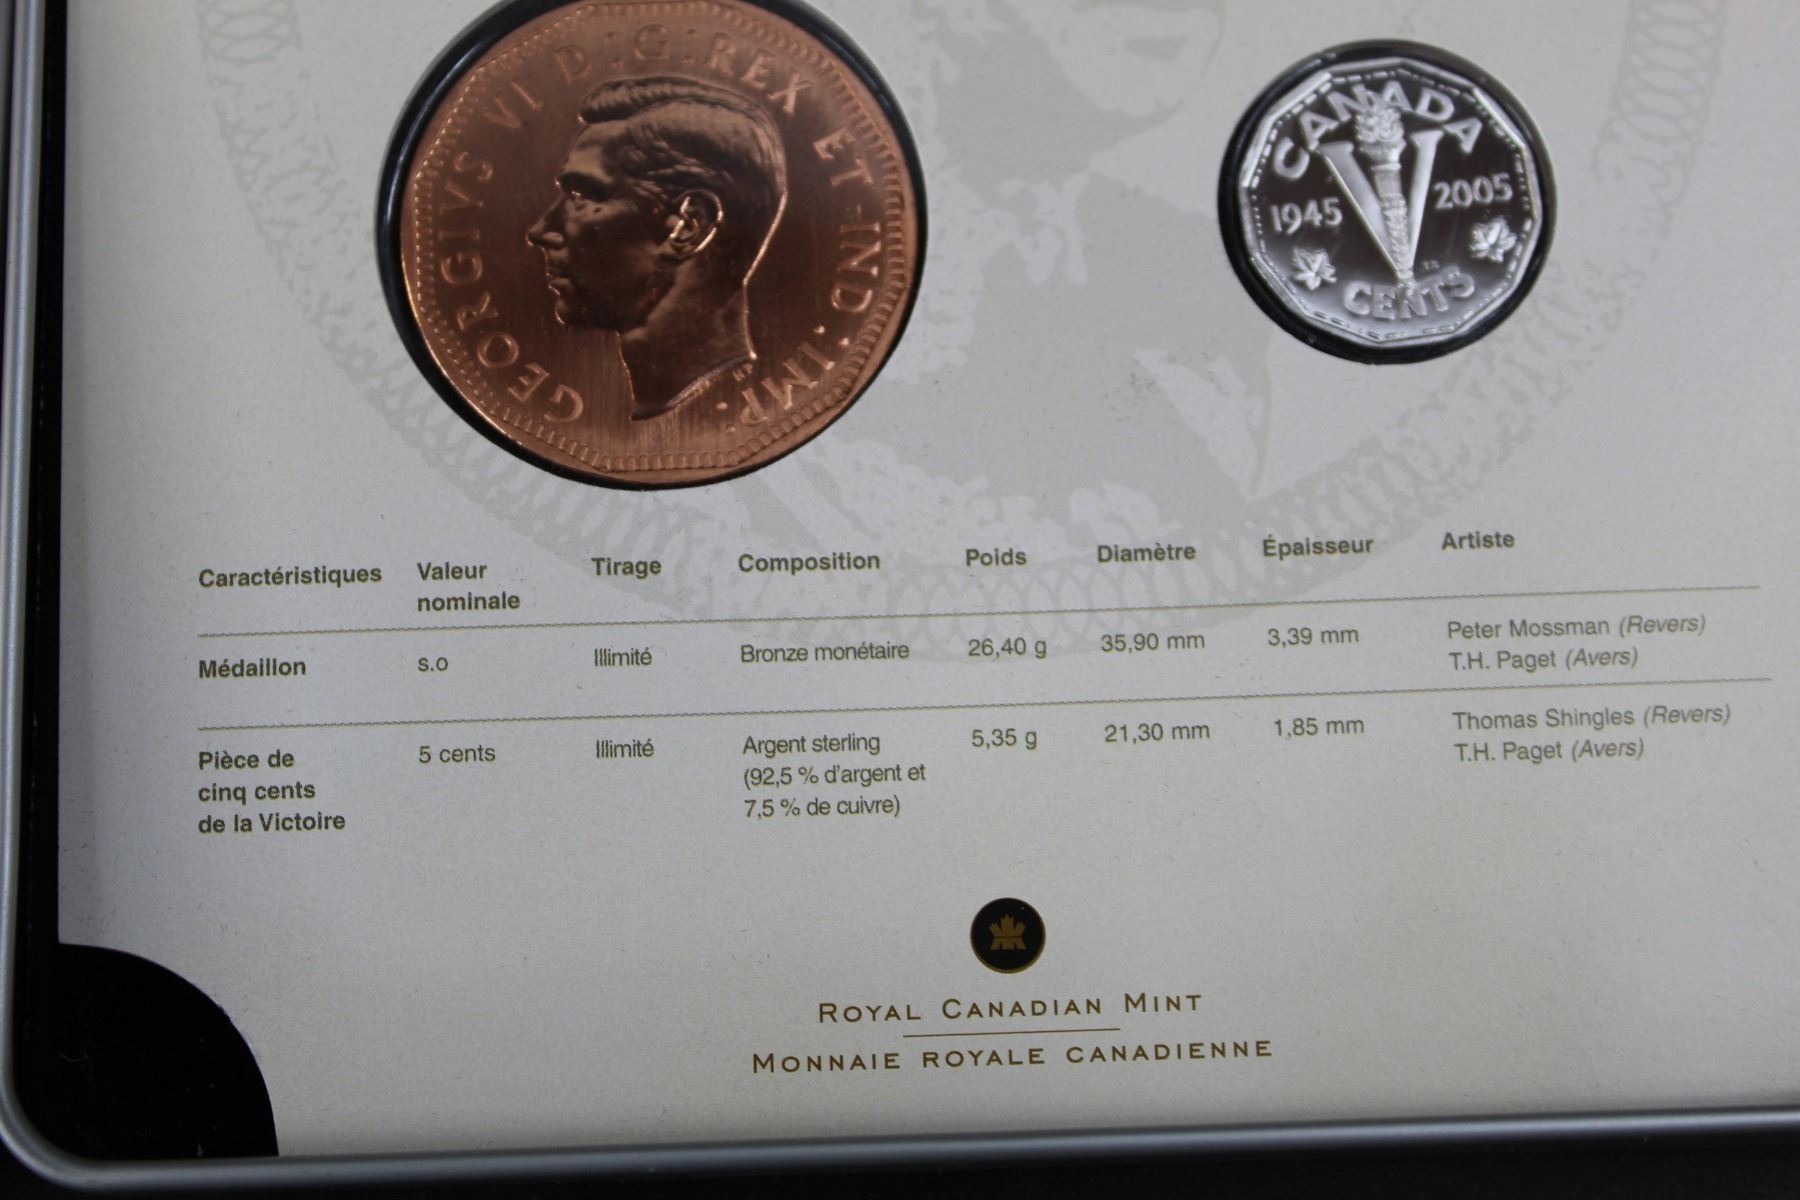 GEORGIVS VI D:G:REX ET·IND·IMP:
HP
CANADA
1945 2005
TS
CENTS
Caractéristiques Valeur nominale Tirage Composition Poids Diamètre Épaisseur Artiste
Médaillon s.o Illimité Bronze monétaire 26,40 g 35,90 mm 3,39 mm Peter Mossman (Revers)
T.H. Paget (Avers)
Pièce de 5 cents Illimité Argent sterling 5,35 g 21,30 mm 1,85 mm Thomas Shingles (Revers)
cinq cents (92,5 % d'argent et T.H. Paget (Avers)
de la Victoire 7,5 % de cuivre)
ROYAL CANADIAN MINT
MONNAIE ROYALE CANADIENNE